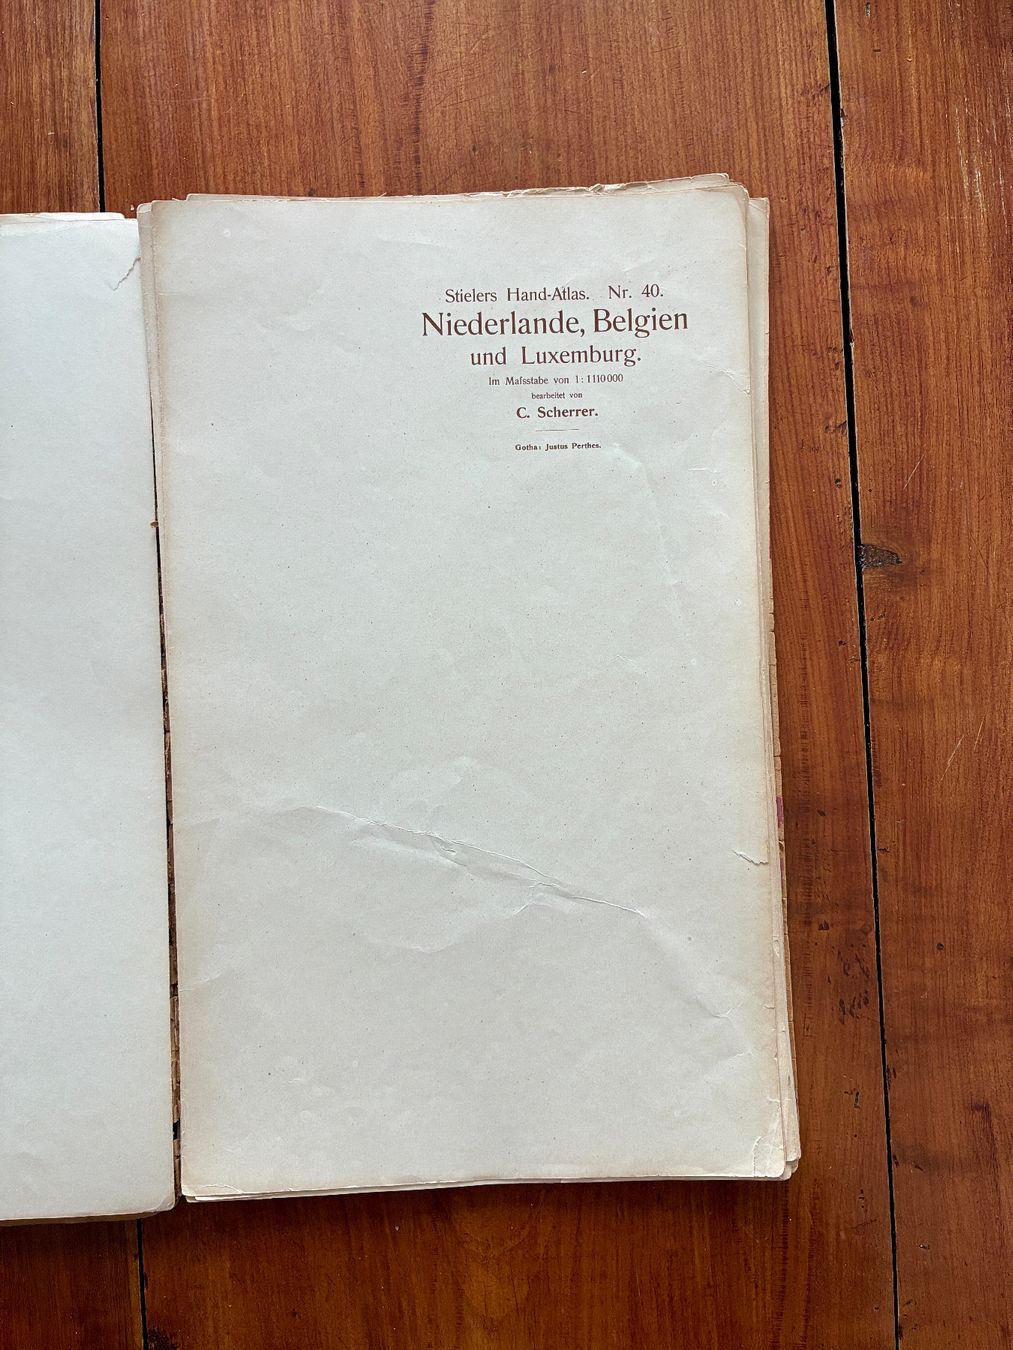 Stielers Hand-Atlas. Nr. 40.
Niederlande, Belgien
und Luxemburg.
Im Maſsstabe von 1:1110000
bearbeitet von
C. Scherrer.
Gotha: Justus Perthes.